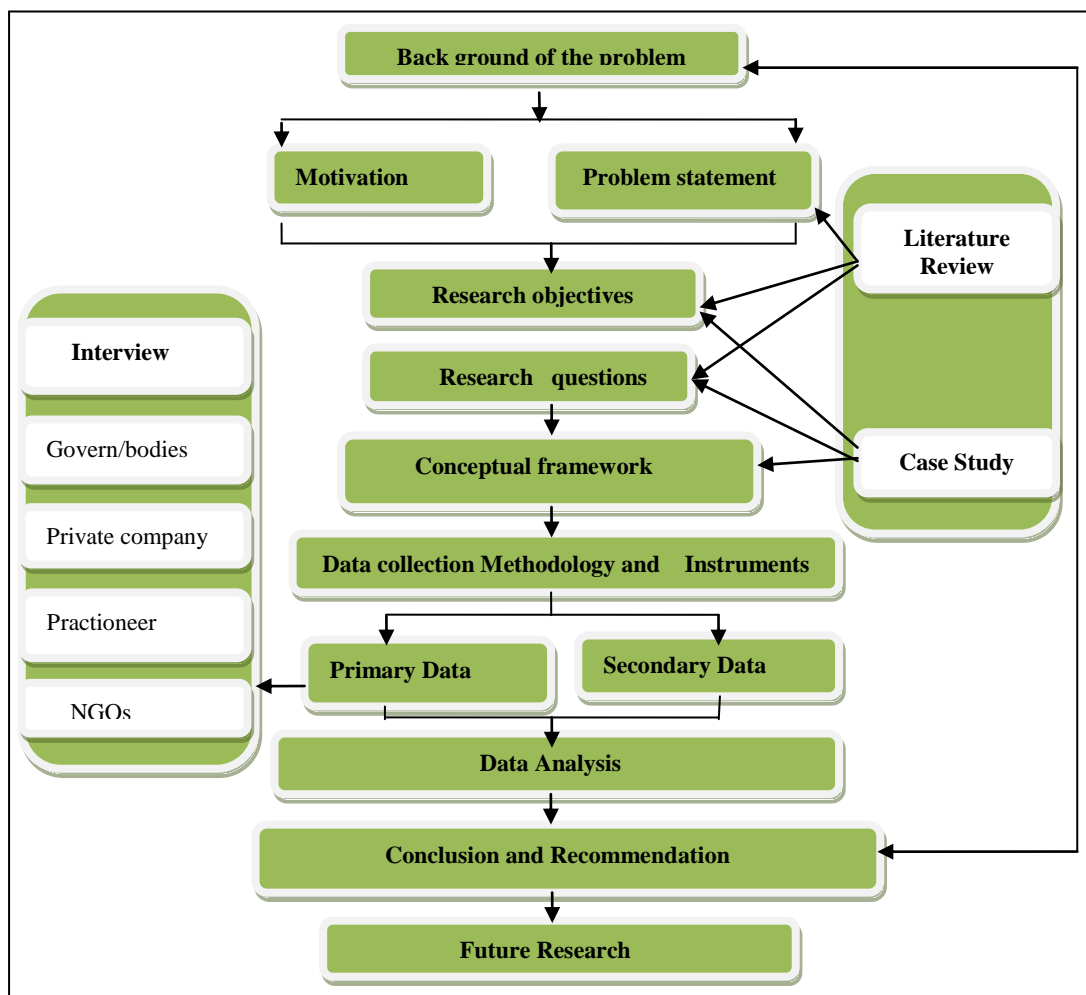 Back ground of the problem
Motivation
Problem statement
Literature
Review
Research objectives
Interview
Research questions
Govern/bodies
Conceptual framework
Case Study
Private company
Data collection Methodology and Instruments
Practioneer
Primary Data
Secondary Data
NGOs
Data Analysis
Conclusion and Recommendation
Future Research